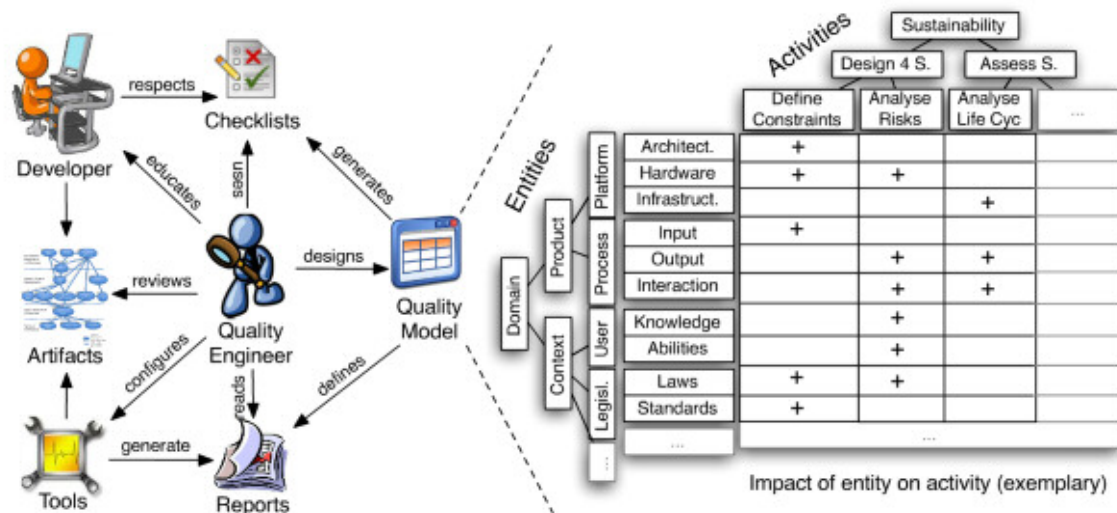 respects
Checklists
Developer
educates
uses
generates
reviews
designs
Artifacts
Quality
Engineer
Quality
Model
configures
reads
defines
generate
Tools
Reports
Activities
Sustainability
Design 4 S.
Assess S.
Define
Constraints
Analyse
Risks
Analyse
Life Cyc
...
Entities
Domain
Product
Context
Platform
Process
User
Legisl.
...
Architect. +
Hardware + +
Infrastruct. +
Input +
Output + +
Interaction + +
Knowledge +
Abilities +
Laws + +
Standards +
... ...
Impact of entity on activity (exemplary)